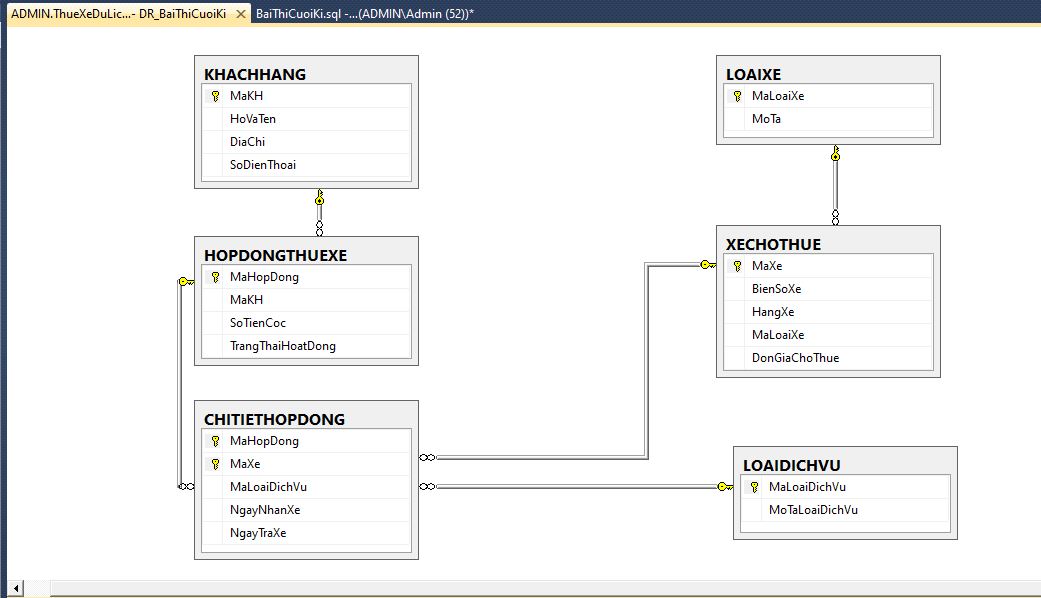 ADMIN.ThueXeDuLic...- DR_BaiThiCuoiKi
BaiThiCuoiKi.sql -...(ADMIN\Admin (52))*
KHACHHANG
MaKH
HoVaTen
DiaChi
SoDienThoai
HOPDONGTHUEXE
MaHopDong
MaKH
SoTienCoc
TrangThaiHoatDong
CHITIETHOPDONG
MaHopDong
MaXe
MaLoaiDichVu
NgayNhanXe
NgayTraXe
LOAIXE
MaLoaiXe
MoTa
XECHOTHUE
MaXe
BienSoXe
HangXe
MaLoaiXe
DonGiaChoThue
LOAIDICHVU
MaLoaiDichVu
MoTaLoaiDichVu